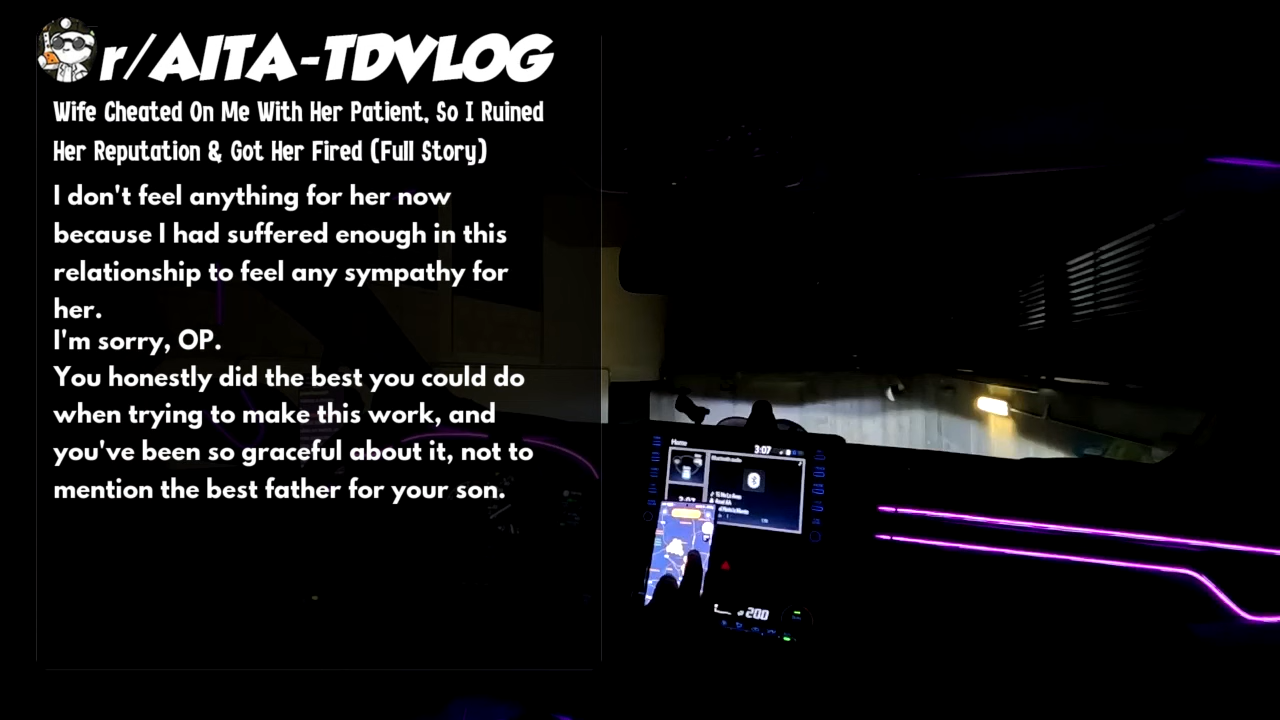 r/AITA-TDVLOG
Wife Cheated On Me With Her Patient, So I Ruined
Her Reputation & Got Her Fired (Full Story)
I don't feel anything for her now
because I had suffered enough in this
relationship to feel any sympathy for
her.
I'm sorry, OP.
You honestly did the best you could do
when trying to make this work, and
you've been so graceful about it, not to
mention the best father for your son.
Home
3:07
Bluetooth audio
200